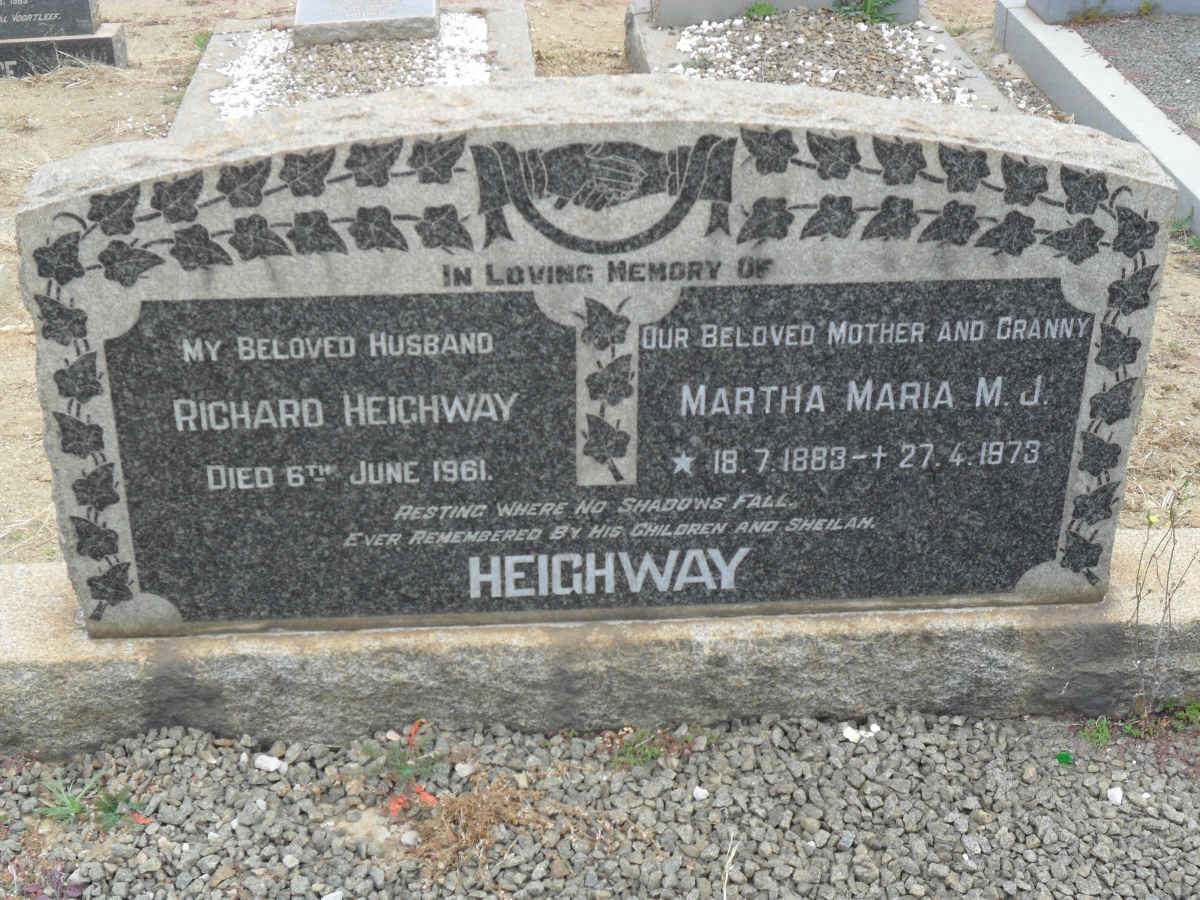 VOORTLEEF.
IN LOVING MEMORY OF
MY BELOVED HUSBAND
RICHARD HEIGHWAY
DIED 6TH JUNE 1961.
OUR BELOVED MOTHER AND GRANNY
MARTHA MARIA M.J.
★ 18.7.1883-† 27.4.1973
RESTING WHERE NO SHADOWS FALL.
EVER REMEMBERED BY HIS CHILDREN AND SHEILAH.
HEIGHWAY